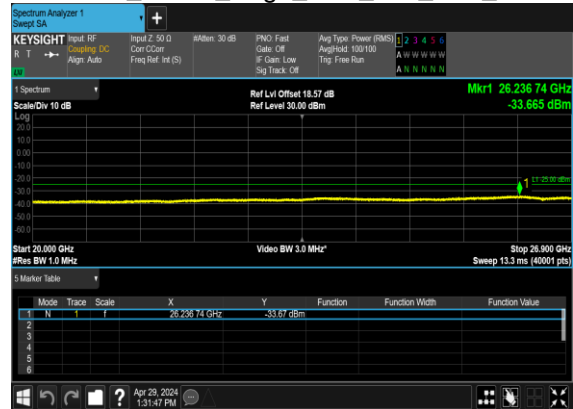 Spectrum Analyzer 1
Swept SA
+
KEYSIGHT
R T
LW
Input: RF
Coupling: DC
Align: Auto
Input Z: 50 Ω
Corr CCorr
Freq Ref: Int (S)
#Atten: 30 dB
PNO: Fast
Gate: Off
IF Gain: Low
Sig Track: Off
Avg Type: Power (RMS)
Avg|Hold: 100/100
Trig: Free Run
1 2 3 4 5 6
A W W W W W
A N N N N N
1 Spectrum
Scale/Div 10 dB
Ref Lvl Offset 18.57 dB
Ref Level 30.00 dBm
Mkr1 26.236 74 GHz
-33.665 dBm
Log
20.0
10.0
0.00
-10.0
-20.0
-30.0
-40.0
-50.0
-60.0
1
L1 -25.00 dBm
Start 20.000 GHz
#Res BW 1.0 MHz
Video BW 3.0 MHz*
Stop 26.900 GHz
Sweep 13.3 ms (40001 pts)
5 Marker Table
Mode Trace Scale X Y Function Function Width Function Value
1 N 1 f 26.236 74 GHz -33.67 dBm
2
3
4
5
6
?
Apr 29, 2024
1:31:47 PM